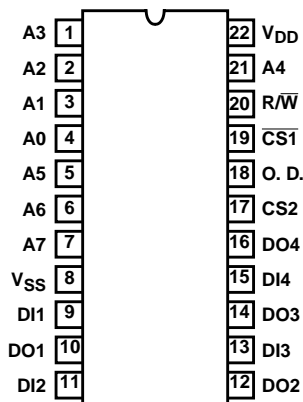 A3 1 22 VDD
A2 2 21 A4
A1 3 20 R/W̅
A0 4 19 C̅S̅1̅
A5 5 18 O. D.
A6 6 17 CS2
A7 7 16 DO4
VSS 8 15 DI4
DI1 9 14 DO3
DO1 10 13 DI3
DI2 11 12 DO2